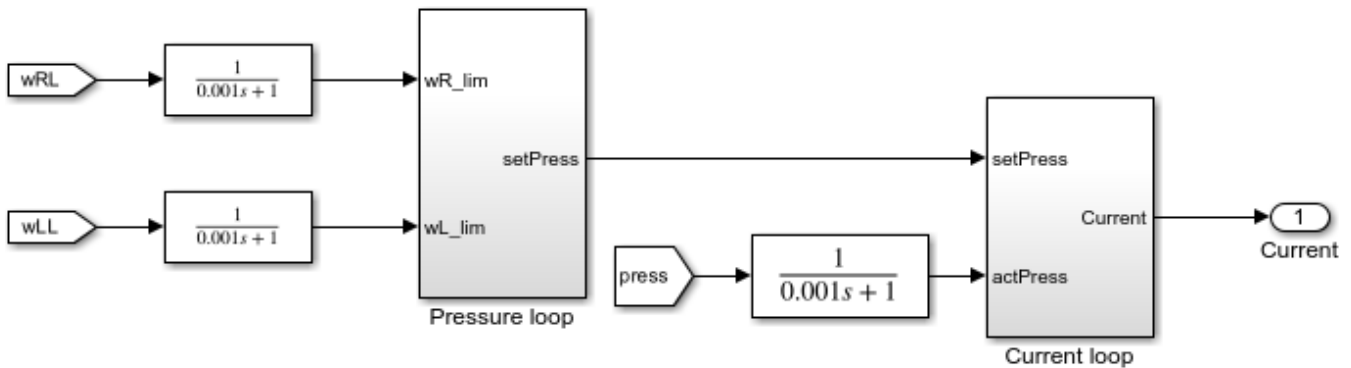 wRL
1
0.001s + 1
wR_lim
setPress
wLL
1
0.001s + 1
wL_lim
Pressure loop
press
1
0.001s + 1
setPress
Current
actPress
Current loop
1
Current